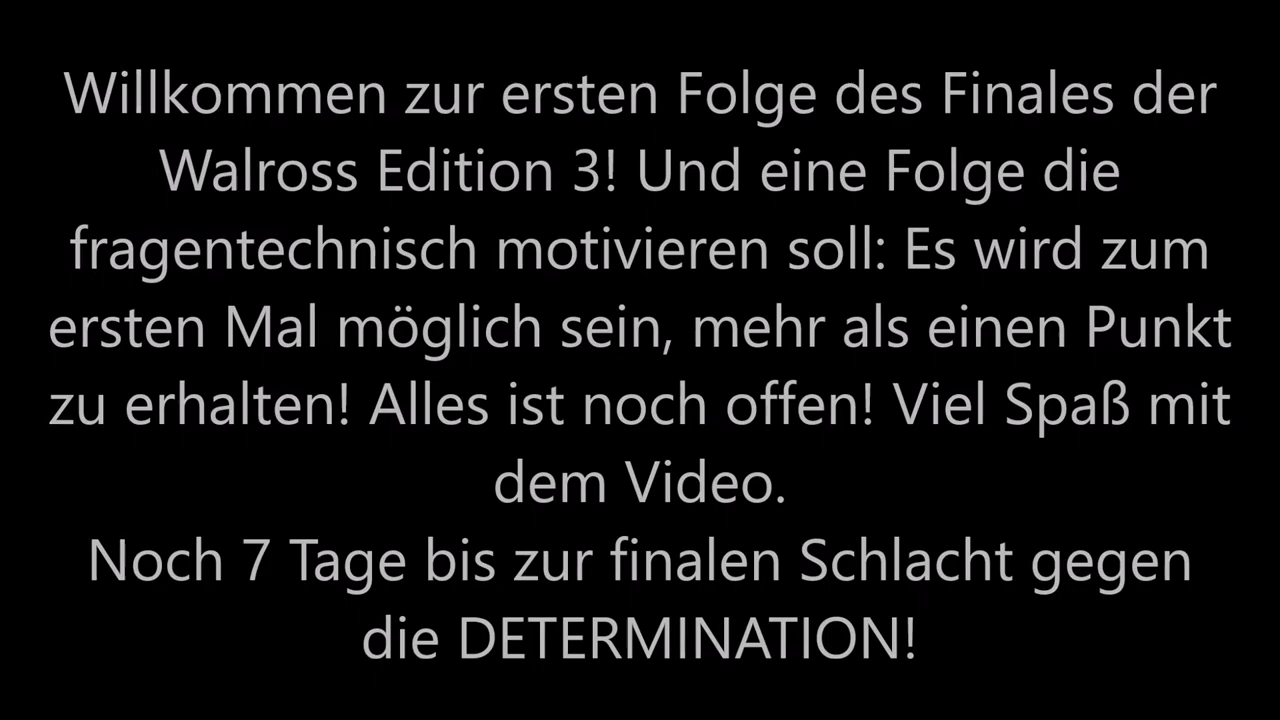 Willkommen zur ersten Folge des Finales der
Walross Edition 3! Und eine Folge die
fragentechnisch motivieren soll: Es wird zum
ersten Mal möglich sein, mehr als einen Punkt
zu erhalten! Alles ist noch offen! Viel Spaß mit
dem Video.
Noch 7 Tage bis zur finalen Schlacht gegen
die DETERMINATION!